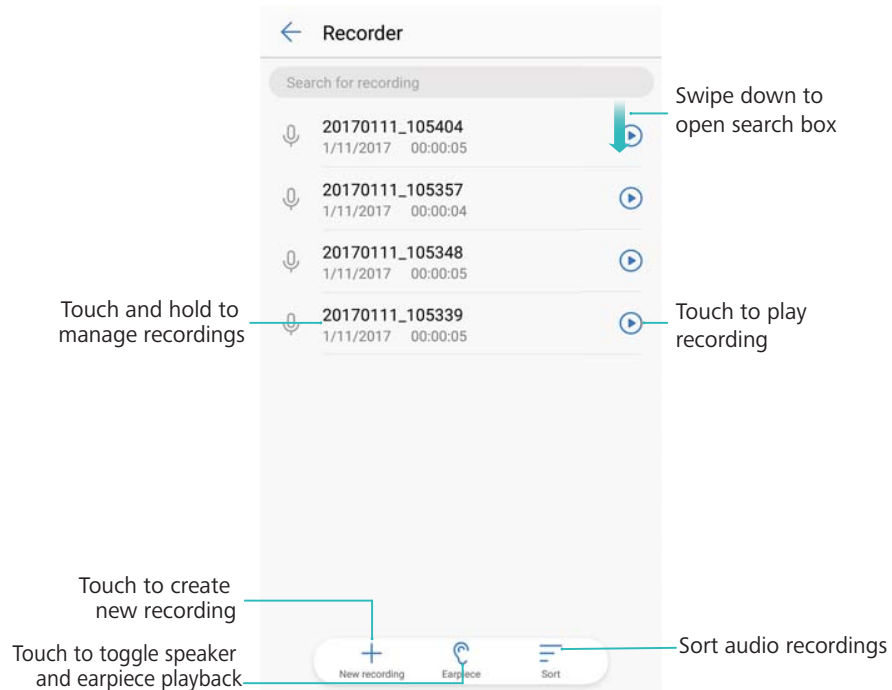 Recorder
Search for recording
Swipe down to
open search box
20170111_105404
1/11/2017 00:00:05
20170111_105357
1/11/2017 00:00:04
20170111_105348
1/11/2017 00:00:05
Touch and hold to
manage recordings
20170111_105339
1/11/2017 00:00:05
Touch to play
recording
Touch to create
new recording
Touch to toggle speaker
and earpiece playback
New recording
Earpiece
Sort
Sort audio recordings